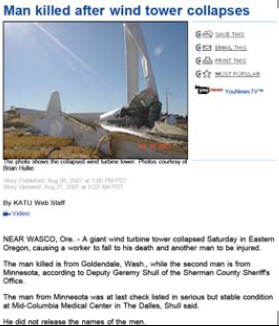 Man killed after wind tower collapses
SAVE THIS
EMAIL THIS
PRINT THIS
MOST POPULAR
News YouNewsTV™
The photo shows the collapsed wind turbine tower. Photos courtesy of
Brian Hulke.
Story Published: Aug 26, 2007 at 1:50 PM PDT
Story Updated: Aug 27, 2007 at 9:33 AM PDT
By KATU Web Staff
Video
NEAR WASCO, Ore. - A giant wind turbine tower collapsed Saturday in Eastern
Oregon, causing a worker to fall to his death and another man to be injured.
The man killed is from Goldendale, Wash., while the second man is from
Minnesota, according to Deputy Geremy Shull of the Sherman County Sheriff's
Office.
The man from Minnesota was at last check listed in serious but stable condition
at Mid-Columbia Medical Center in The Dalles, Shull said.
He did not release the names of the men.